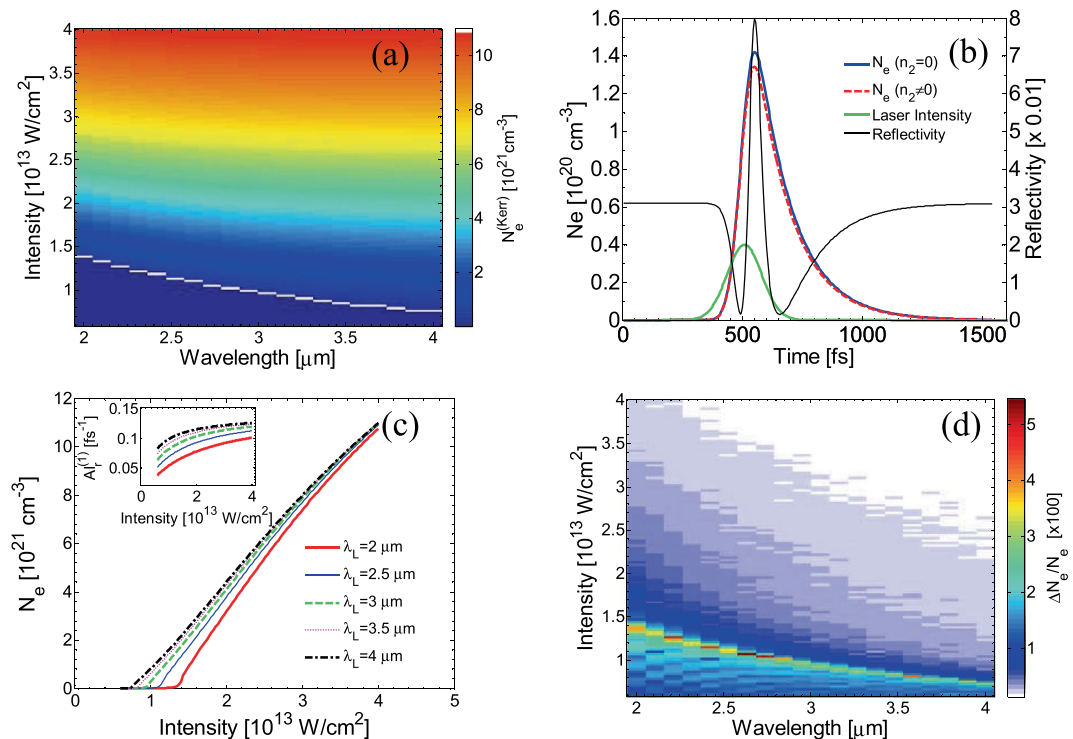 (a)
4
3.5
3
2.5
2
1.5
1
Intensity [10^13 W/cm^2]
2 2.5 3 3.5 4
Wavelength [μm]
10
8
6
4
2
N_e^(Kerr) [10^21 cm^-3]
(b)
1.6
1.4
1.2
1
0.8
0.6
0.4
0.2
0
Ne [10^20 cm^-3]
N_e (n_2=0)
N_e (n_2≠0)
Laser Intensity
Reflectivity
8
7
6
5
4
3
2
1
0
Reflectivity [x 0.01]
0 500 1000 1500
Time [fs]
(c)
12
10
8
6
4
2
0
N_e [10^21 cm^-3]
0.15
0.1
0.05
AI_r^(1) [fs^-1]
0 2 4
Intensity [10^13 W/cm^2]
λ_L=2 μm
λ_L=2.5 μm
λ_L=3 μm
λ_L=3.5 μm
λ_L=4 μm
0 1 2 3 4 5
Intensity [10^13 W/cm^2]
(d)
4
3.5
3
2.5
2
1.5
1
Intensity [10^13 W/cm^2]
2 2.5 3 3.5 4
Wavelength [μm]
5
4
3
2
1
ΔN_e/N_e [x100]